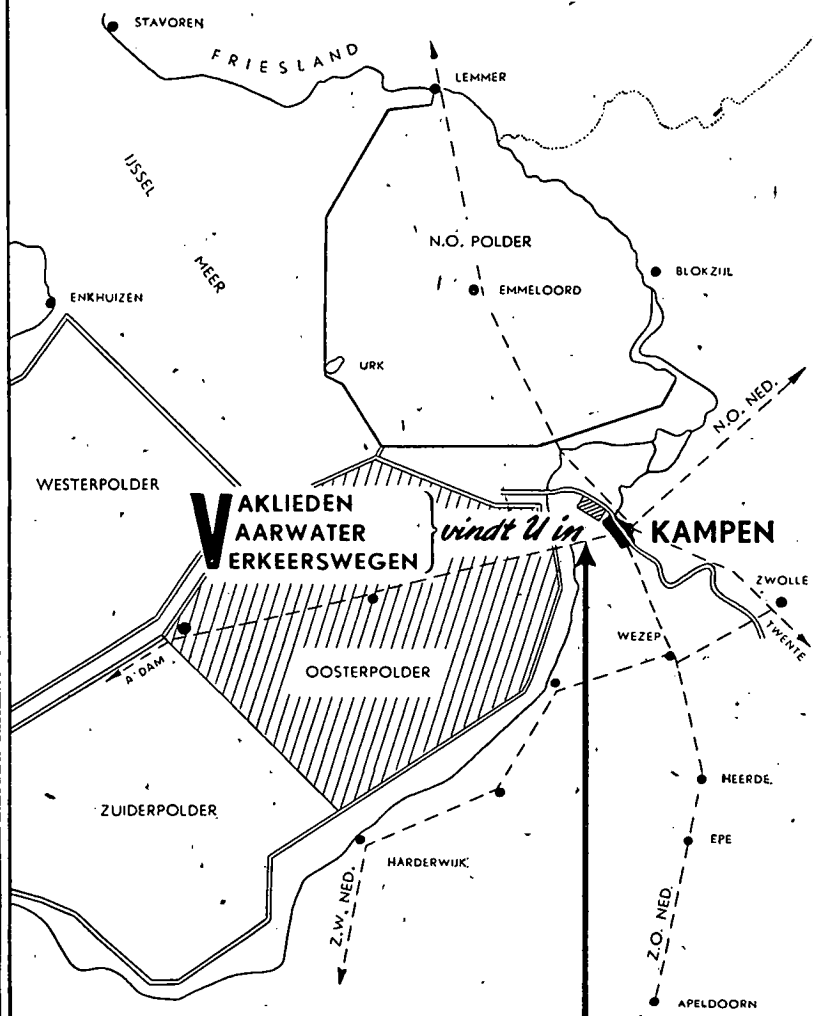 STAVOREN
FRIESLAND
LEMMER
IJSSEL
MEER
N.O. POLDER
BLOKZIJL
EMMELOORD
ENKHUIZEN
URK
N.O. NED.
WESTERPOLDER
VAKLIEDEN
VAARWATER
VERKEERSWEGEN
vindt U in
KAMPEN
ZWOLLE
TWENTE
WEZEP
A'DAM
OOSTERPOLDER
HEERDE
ZUIDERPOLDER
EPE
HARDERWIJK
Z.W. NED.
Z.O. NED.
APELDOORN